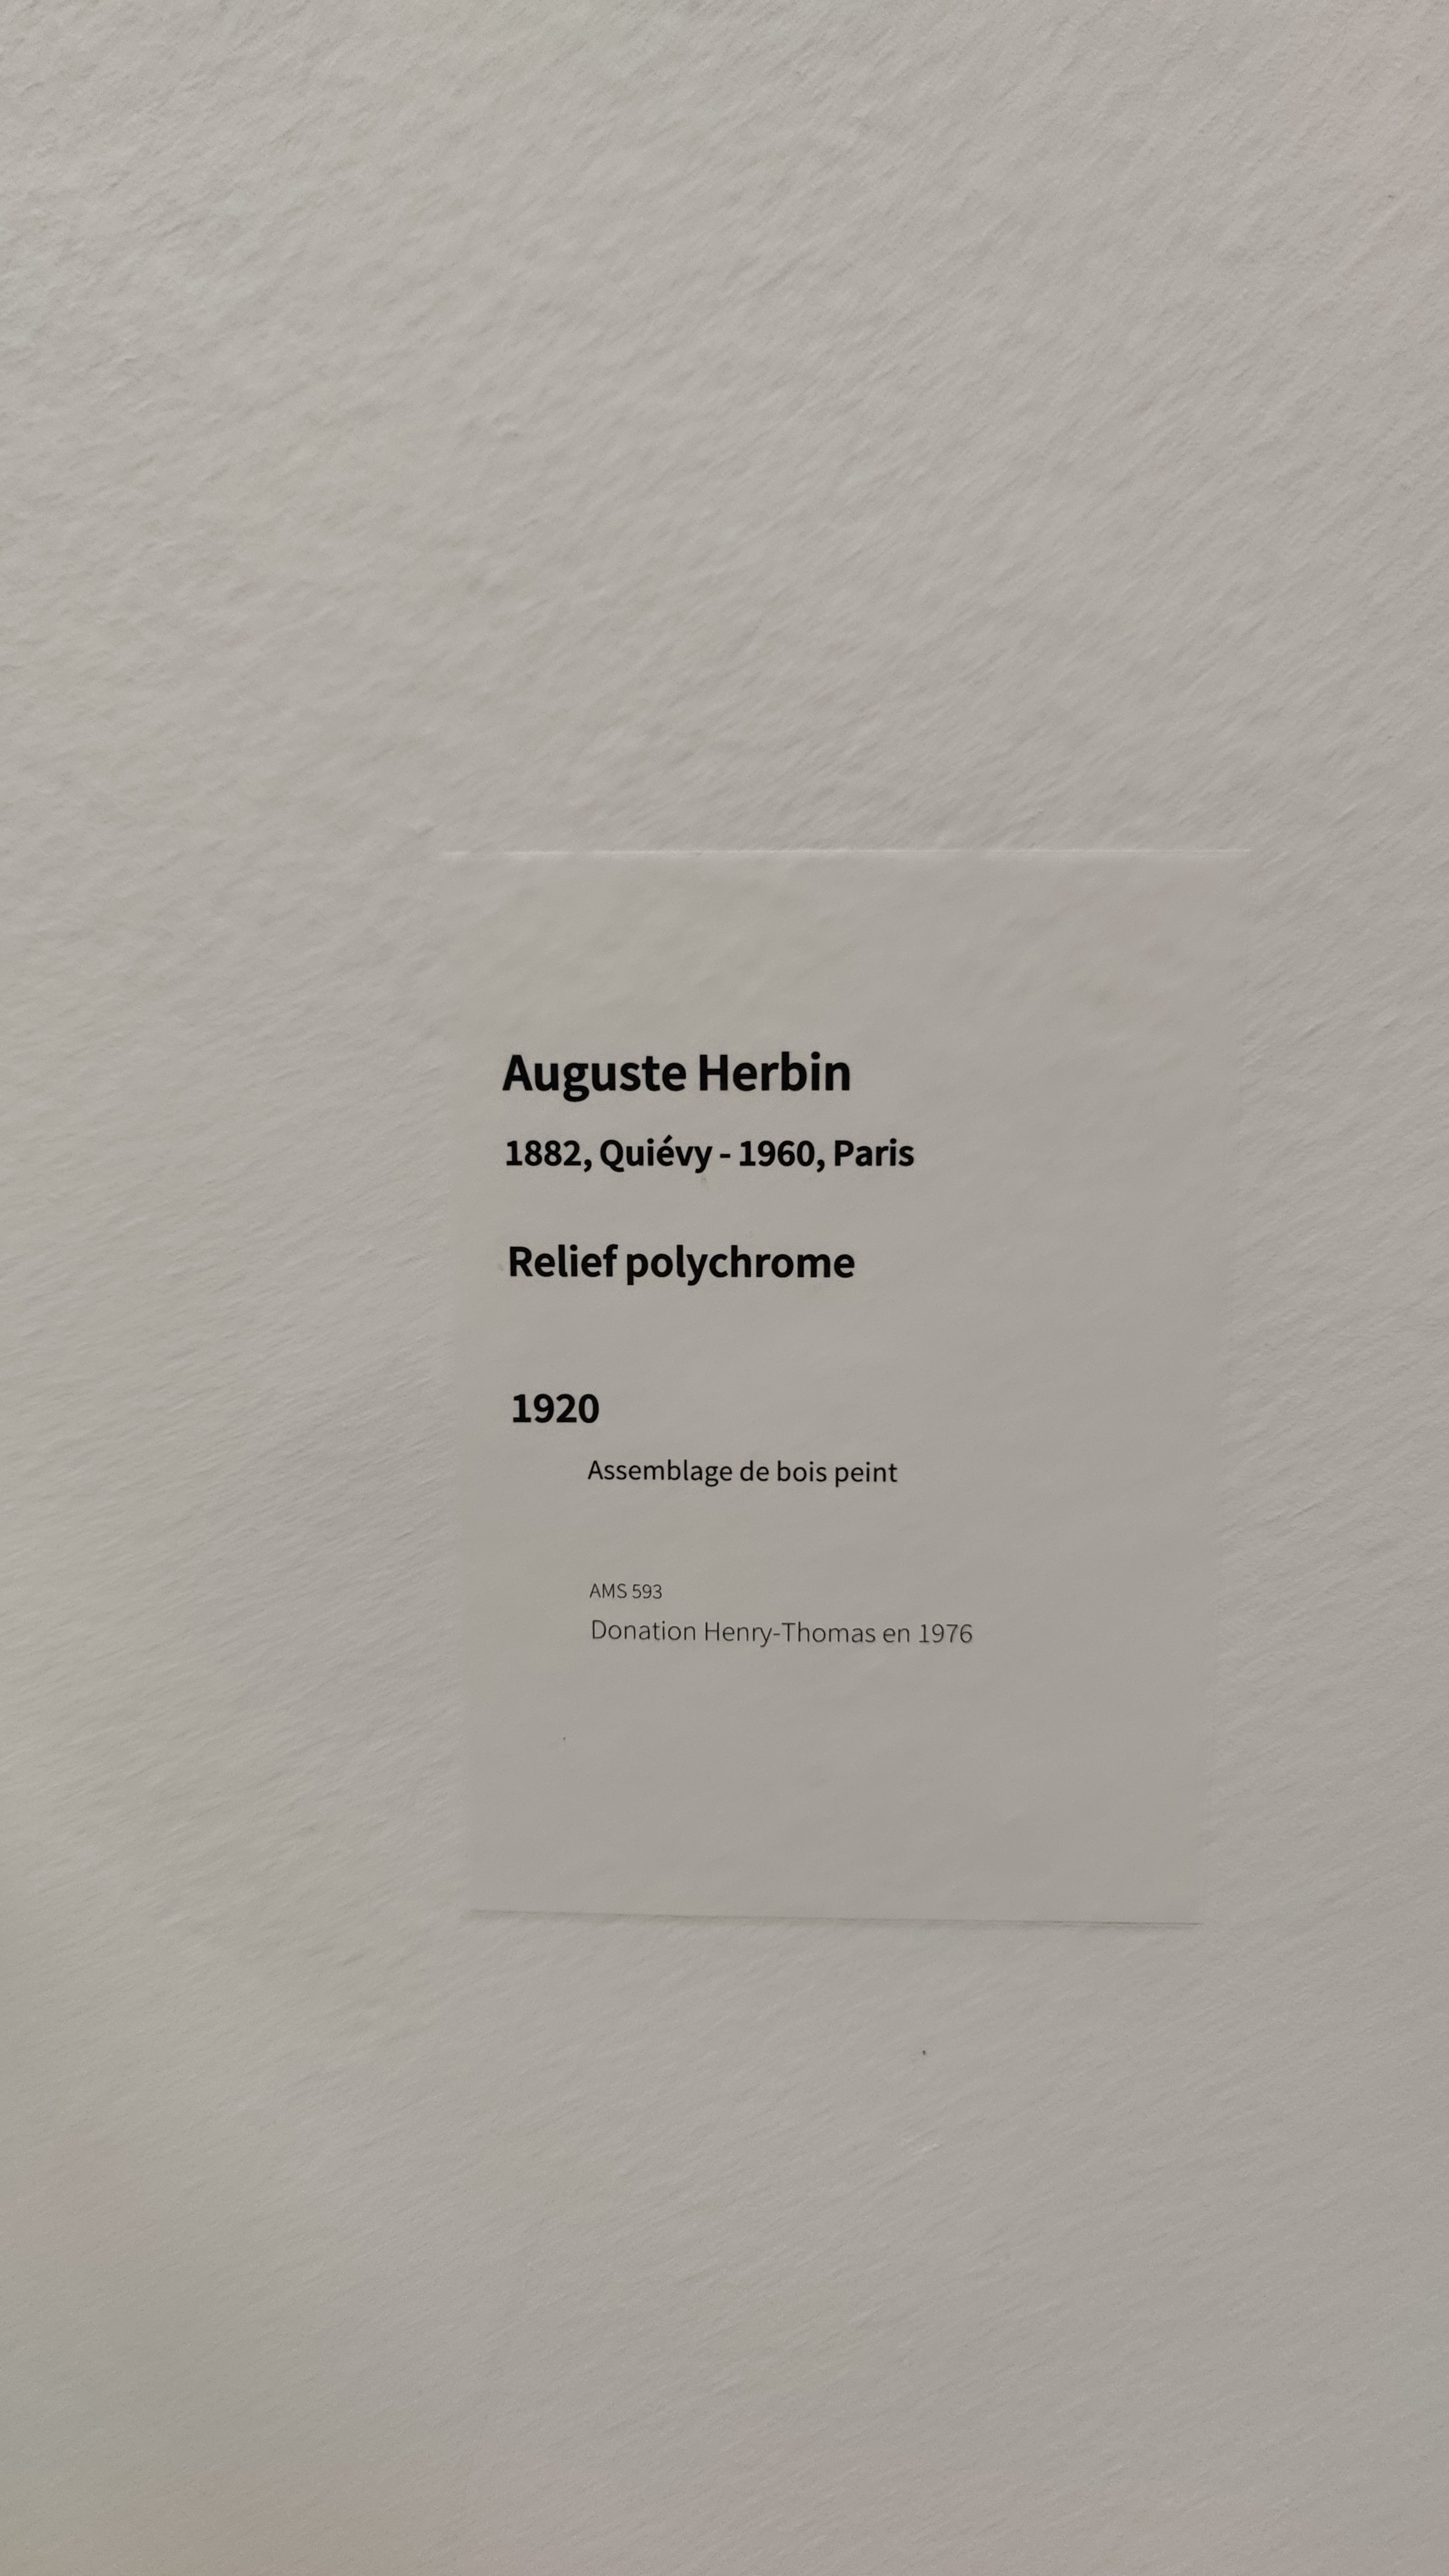 Auguste Herbin
1882, Quiévy - 1960, Paris
Relief polychrome
1920
Assemblage de bois peint
AMS 593
Donation Henry-Thomas en 1976